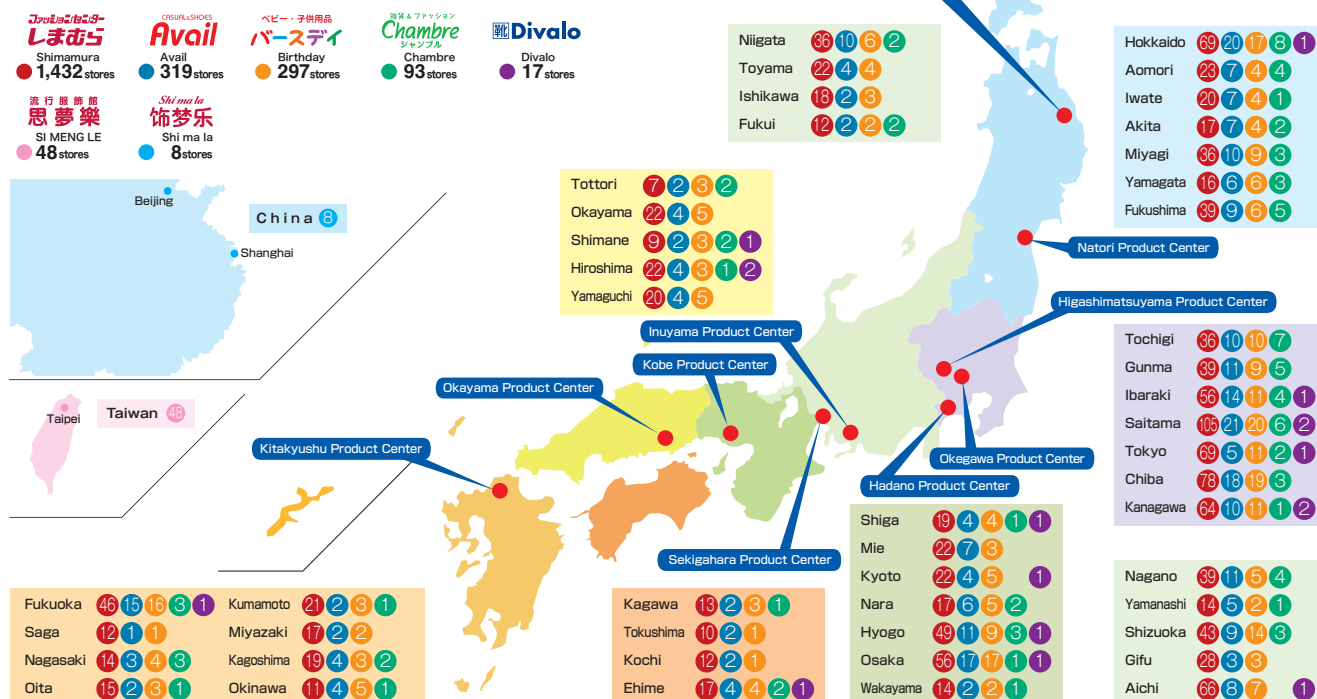 ファッションセンター
しまむら
Shimamura
1,432 stores
CASUAL&SHOES
Avail
Avail
319 stores
ベビー・子供用品
バースデイ
Birthday
297 stores
雑貨&ファッション
Chambre
シャンブル
Chambre
93 stores
靴 Divalo
Divalo
17 stores
流行服飾館
思夢樂
SI MENG LE
48 stores
Shimala
饰梦乐
Shi ma la
8 stores
Beijing
China 8
Shanghai
Taipei
Taiwan 48
Niigata 36 10 6 2
Toyama 22 4 4
Ishikawa 18 2 3
Fukui 12 2 2 2
Hokkaido 69 20 17 8 1
Aomori 23 7 4 4
Iwate 20 7 4 1
Akita 17 7 4 2
Miyagi 36 10 9 3
Yamagata 16 6 6 3
Fukushima 39 9 6 5
Tottori 7 2 3 2
Okayama 22 4 5
Shimane 9 2 3 2 1
Hiroshima 22 4 3 1 2
Yamaguchi 20 4 5
Natori Product Center
Higashimatsuyama Product Center
Inuyama Product Center
Kobe Product Center
Okayama Product Center
Kitakyushu Product Center
Okegawa Product Center
Hadano Product Center
Sekigahara Product Center
Tochigi 36 10 10 7
Gunma 39 11 9 5
Ibaraki 56 14 11 4 1
Saitama 105 21 20 6 2
Tokyo 69 5 11 2 1
Chiba 78 18 19 3
Kanagawa 64 10 11 1 2
Shiga 19 4 4 1 1
Mie 22 7 3
Kyoto 22 4 5 1
Nara 17 6 5 2
Hyogo 49 11 9 3 1
Osaka 56 17 17 1 1
Wakayama 14 2 2 1
Nagano 39 11 5 4
Yamanashi 14 5 2 1
Shizuoka 43 9 14 3
Gifu 28 3 3
Aichi 66 8 7 1
Fukuoka 46 15 16 3 1
Saga 12 1 1
Nagasaki 14 3 4 3
Oita 15 2 3 1
Kumamoto 21 2 3 1
Miyazaki 17 2 2
Kagoshima 19 4 3 2
Okinawa 11 4 5 1
Kagawa 13 2 3 1
Tokushima 10 2 1
Kochi 12 2 1
Ehime 17 4 4 2 1